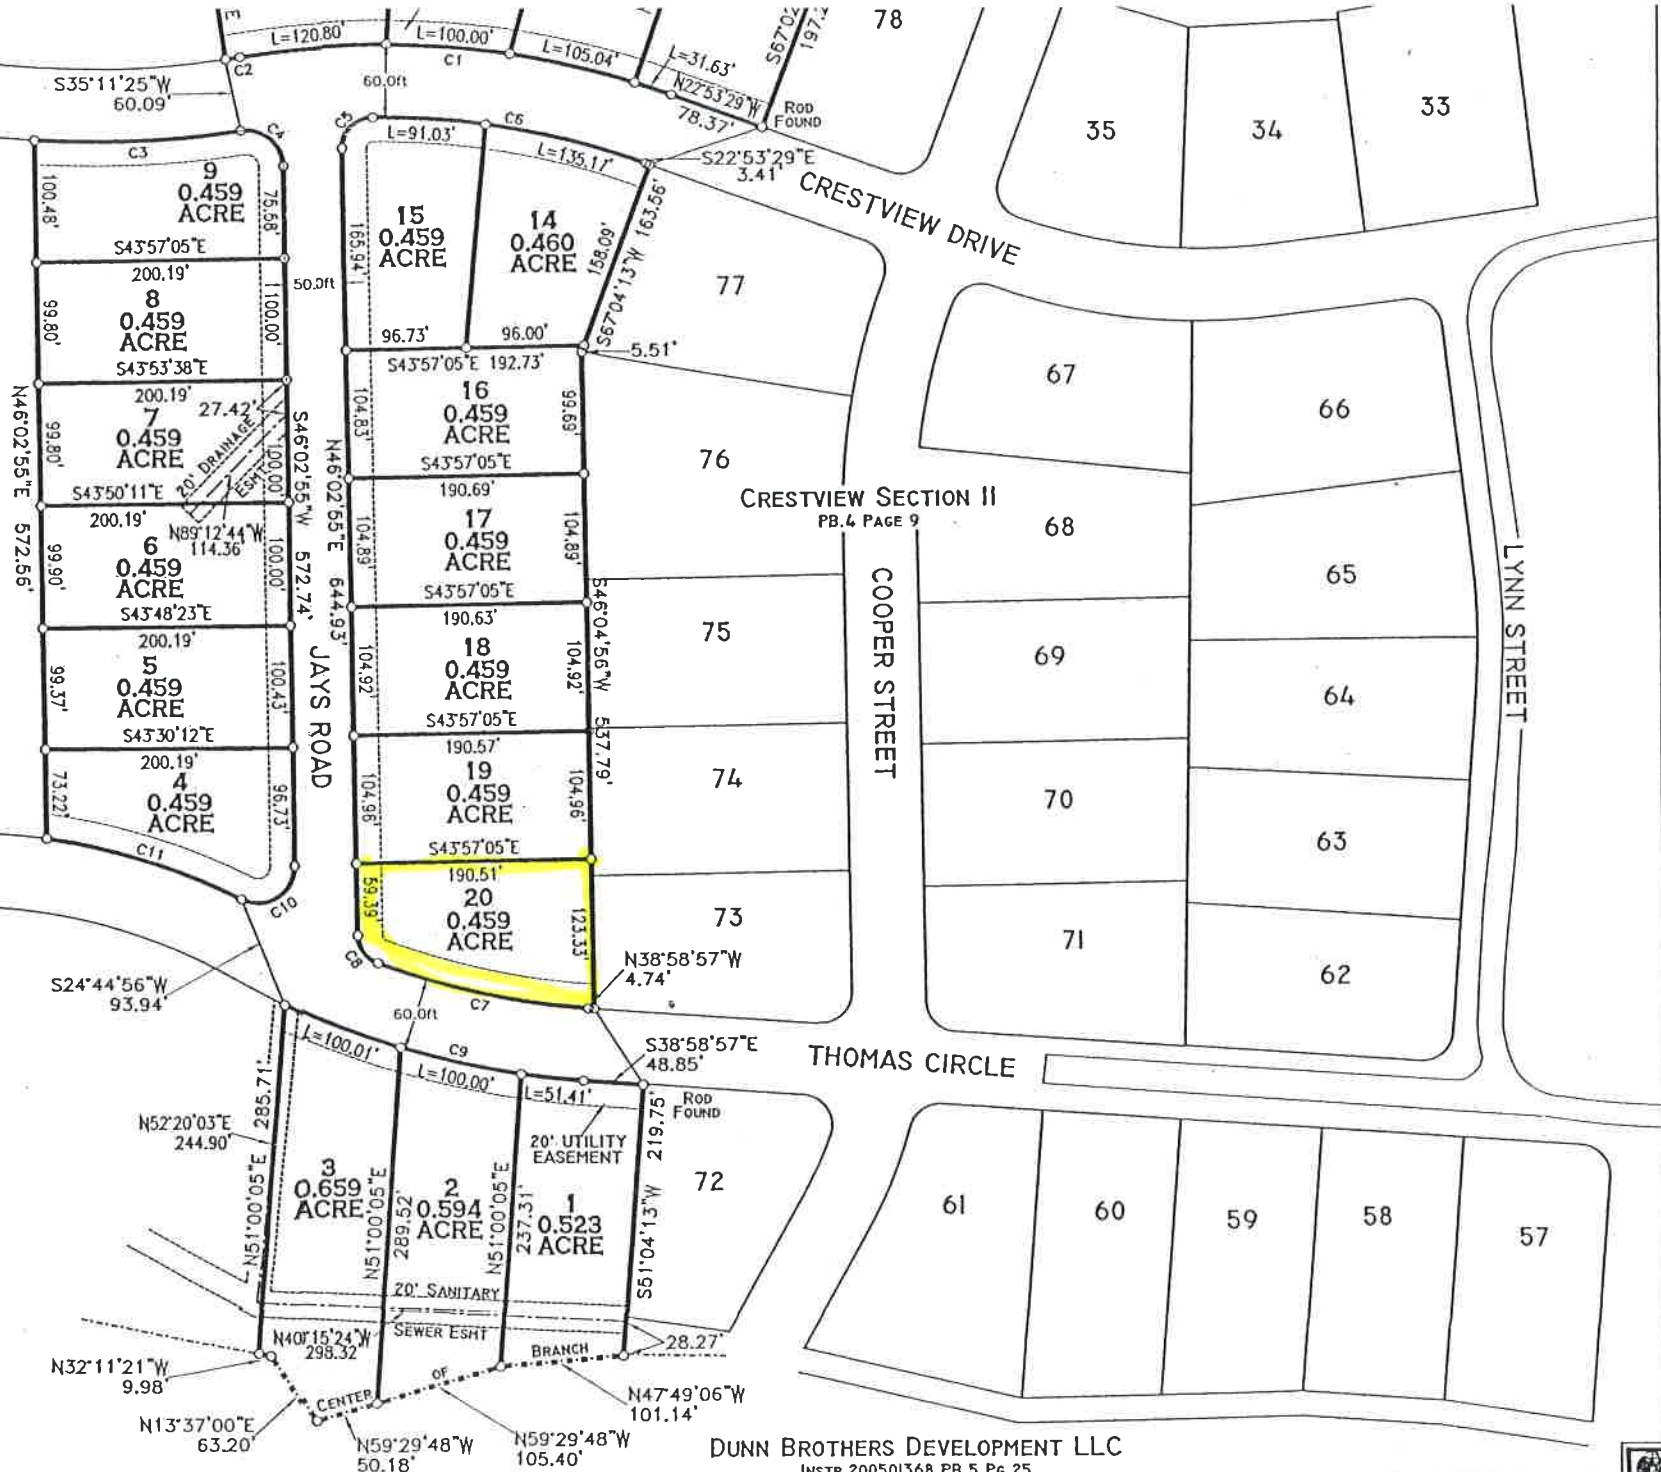 E
L=120.80'
L=100.00'
C2
C1
L=105.04'
L=31.63'
S67°02'
197.
78
S35°11'25"W
60.09'
60.0ft
N22°53'29"W
78.37'
ROD
FOUND
C3
C4
C5
L=91.03'
C6
L=135.17'
S22°53'29"E
3.41'
CRESTVIEW DRIVE
35
34
33
9
0.459
ACRE
100.48'
75.58'
S43°57'05"E
200.19'
15
0.459
ACRE
165.94'
14
0.460
ACRE
158.09'
S67°04'13"W 163.56'
77
50.0ft
8
0.459
ACRE
99.80'
100.00'
S43°53'38"E
200.19'
96.73'
96.00'
S43°57'05"E 192.73'
5.51'
67
66
7
0.459
ACRE
99.80'
27.42'
20' DRAINAGE
ESMT
100.00'
S43°50'11"E
200.19'
N89°12'44"W
114.36'
16
0.459
ACRE
104.83'
99.69'
S43°57'05"E
190.69'
76
CRESTVIEW SECTION II
PB.4 PAGE 9
68
65
N46°02'55"E 572.56'
S46°02'55"W 572.74'
N46°02'55"E 644.93'
6
0.459
ACRE
99.90'
100.00'
S43°48'23"E
200.19'
17
0.459
ACRE
104.89'
104.89'
S43°57'05"E
190.63'
S46°04'56"W 537.79'
75
COOPER STREET
69
64
LYNN STREET
5
0.459
ACRE
99.37'
100.43'
S43°30'12"E
200.19'
JAYS ROAD
18
0.459
ACRE
104.92'
104.92'
S43°57'05"E
190.57'
74
70
63
4
0.459
ACRE
73.22'
96.73'
C11
C10
19
0.459
ACRE
104.96'
104.96'
S43°57'05"E
190.51'
20
0.459
ACRE
59.39'
123.33'
C8
C7
73
71
62
N38°58'57"W
4.74'
S24°44'56"W
93.94'
60.0ft
L=100.01'
C9
L=100.00'
L=51.41'
S38°58'57"E
48.85'
THOMAS CIRCLE
ROD
FOUND
20' UTILITY
EASEMENT
N52°20'03"E
244.90'
N51°00'05"E 285.71'
3
0.659
ACRE
N51°00'05"E
289.52'
2
0.594
ACRE
N51°00'05"E
237.31'
1
0.523
ACRE
S51°04'13"W 219.75'
72
61
60
59
58
57
20' SANITARY
SEWER ESMT
N40°15'24"W
298.32'
28.27'
N32°11'21"W
9.98'
CENTER OF BRANCH
N47°49'06"W
101.14'
N13°37'00"E
63.20'
N59°29'48"W
50.18'
N59°29'48"W
105.40'
DUNN BROTHERS DEVELOPMENT LLC
INSTR 200501368 PB 5 PG 25